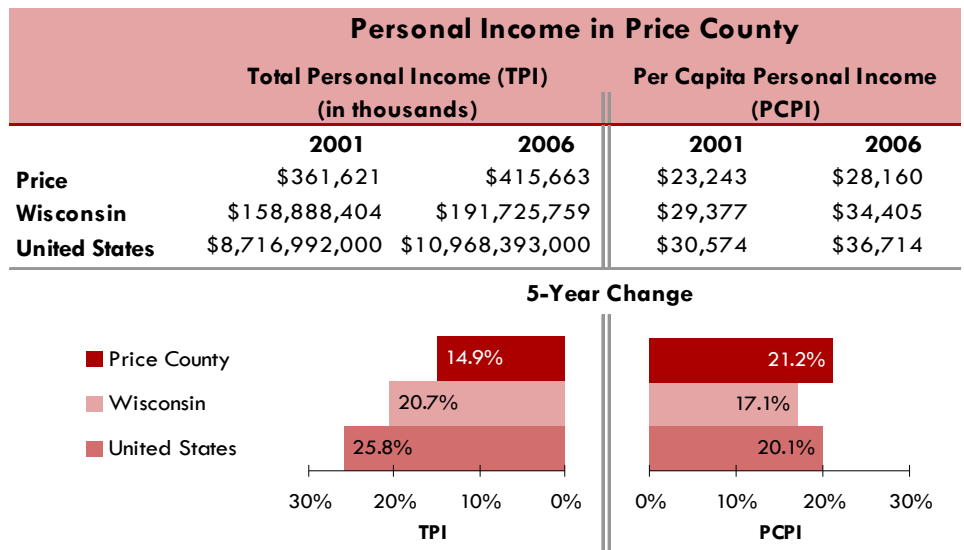 Personal Income in Price County
Total Personal Income (TPI) Per Capita Personal Income
(in thousands) (PCPI)
2001 2006 2001 2006
Price $361,621 $415,663 $23,243 $28,160
Wisconsin $158,888,404 $191,725,759 $29,377 $34,405
United States $8,716,992,000 $10,968,393,000 $30,574 $36,714
5-Year Change
Price County 14.9% 21.2%
Wisconsin 20.7% 17.1%
United States 25.8% 20.1%
30% 20% 10% 0% 0% 10% 20% 30%
TPI PCPI